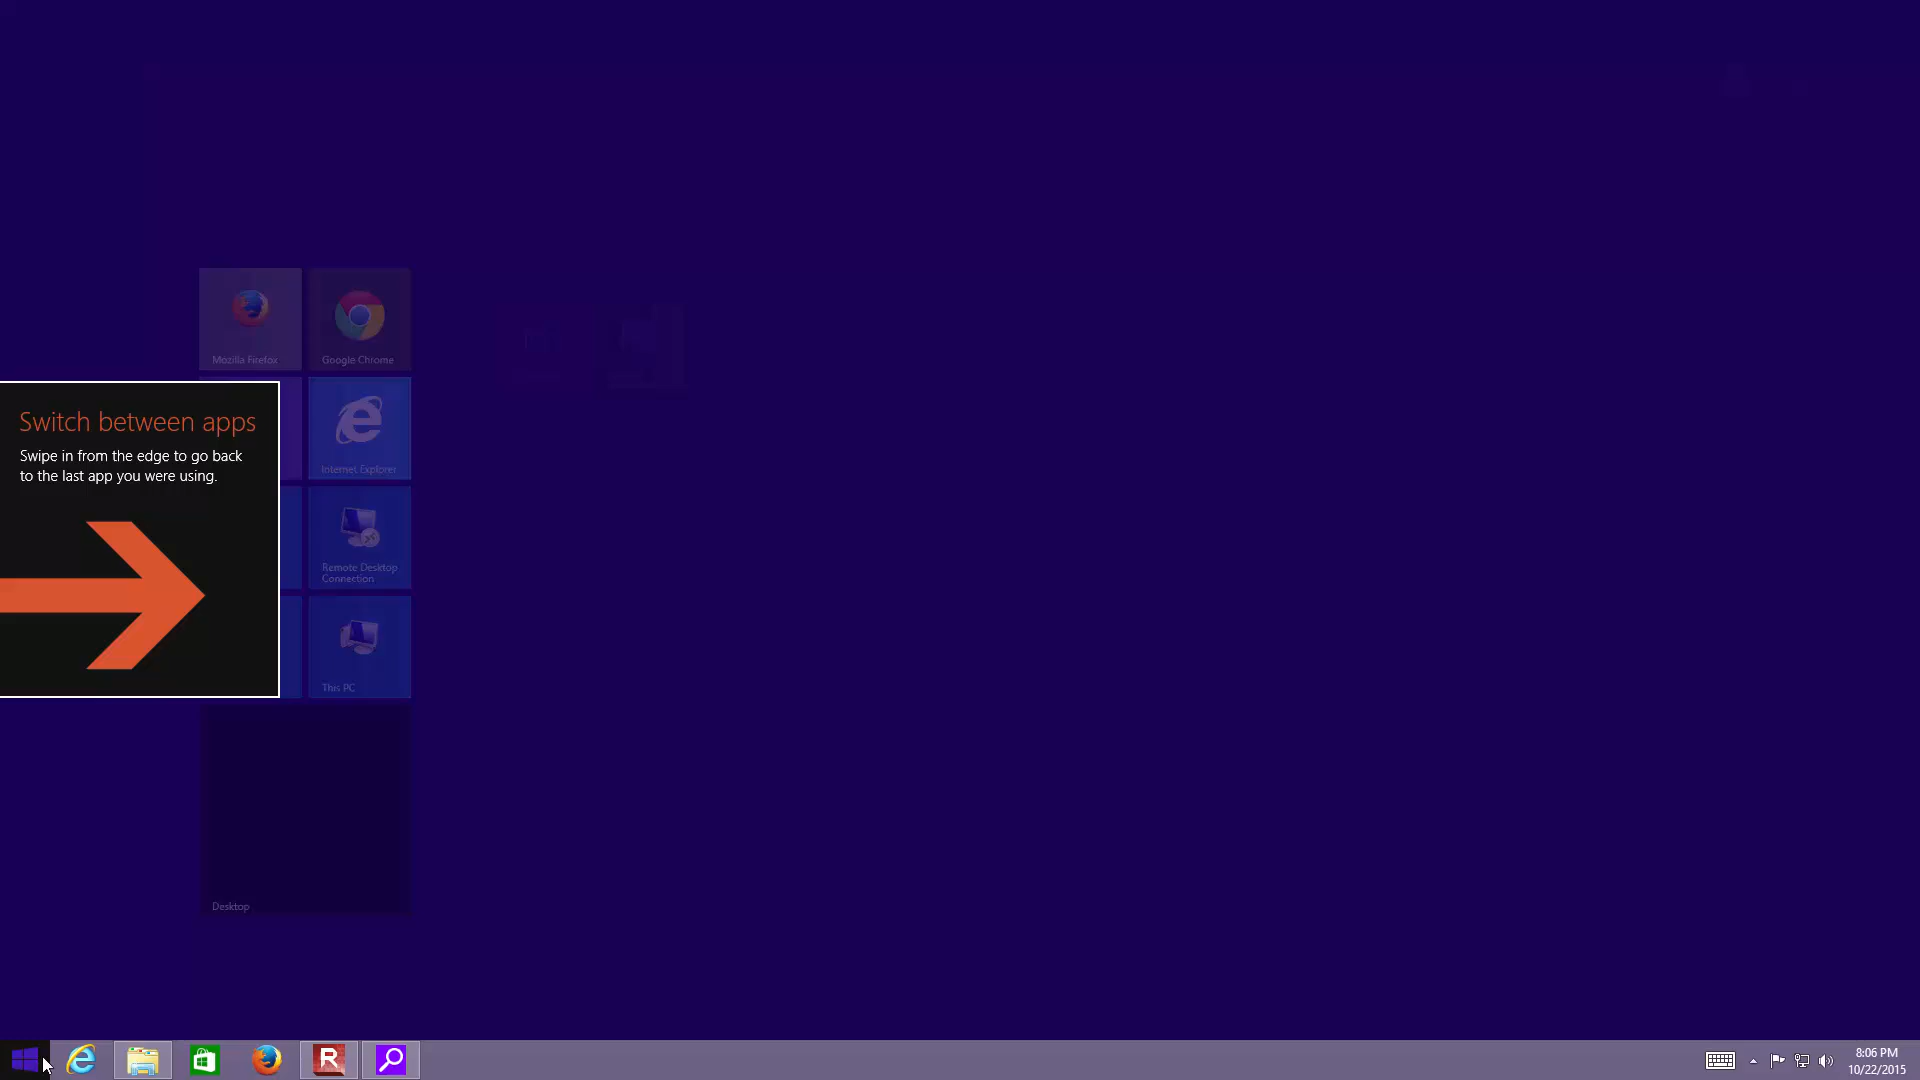 Mozilla Firefox
Google Chrome
Switch between apps
Swipe in from the edge to go back
to the last app you were using.
Internet Explorer
Remote Desktop
Connection
This PC
Desktop
R
8:06 PM
10/22/2015